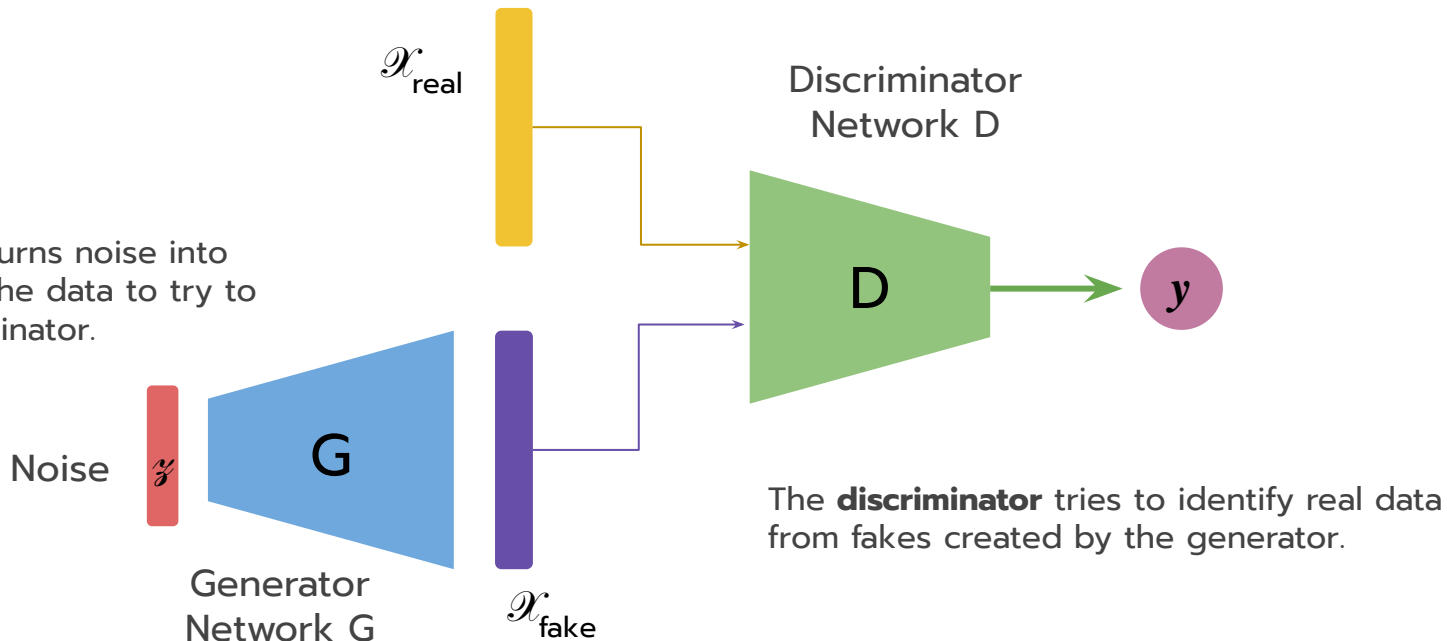 𝒳real
Discriminator
Network D
urns noise into
he data to try to
inator.
D
y
G
Noise
z
The discriminator tries to identify real data
from fakes created by the generator.
Generator
Network G
𝒳fake